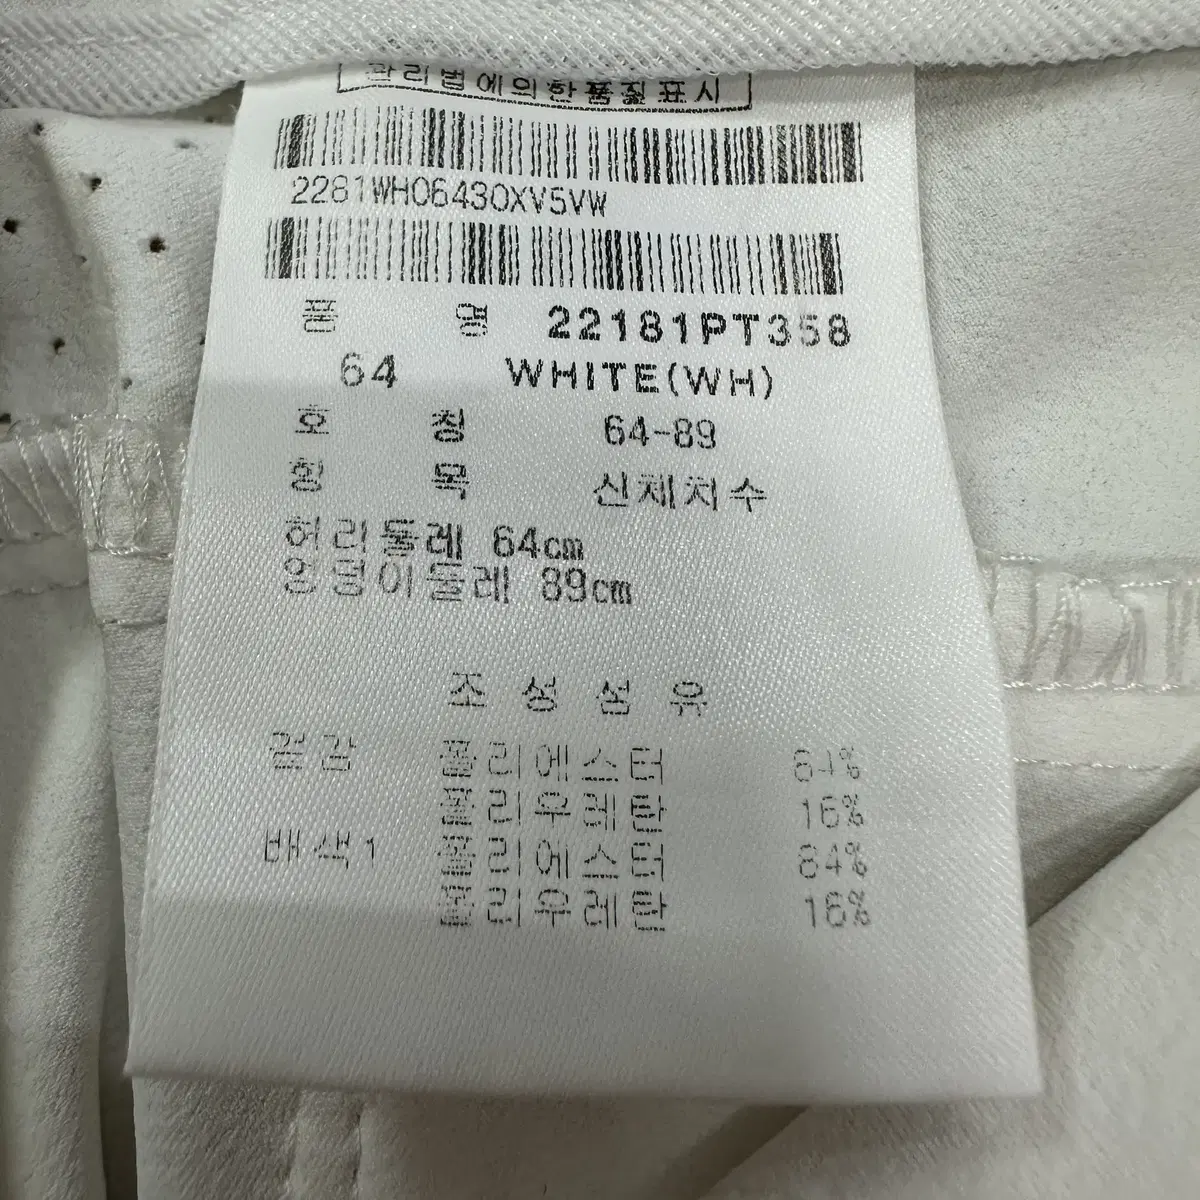 관리법에의한품질표시
2281WH06430XV5VW
품 명 22181PT358
64 WHITE(WH)
호 칭 64-89
항 목 신체치수
허리둘레 64cm
엉덩이둘레 89cm
조 성 섬 유
겉감 폴리에스터 84%
폴리우레탄 16%
배색1 폴리에스터 84%
폴리우레탄 16%